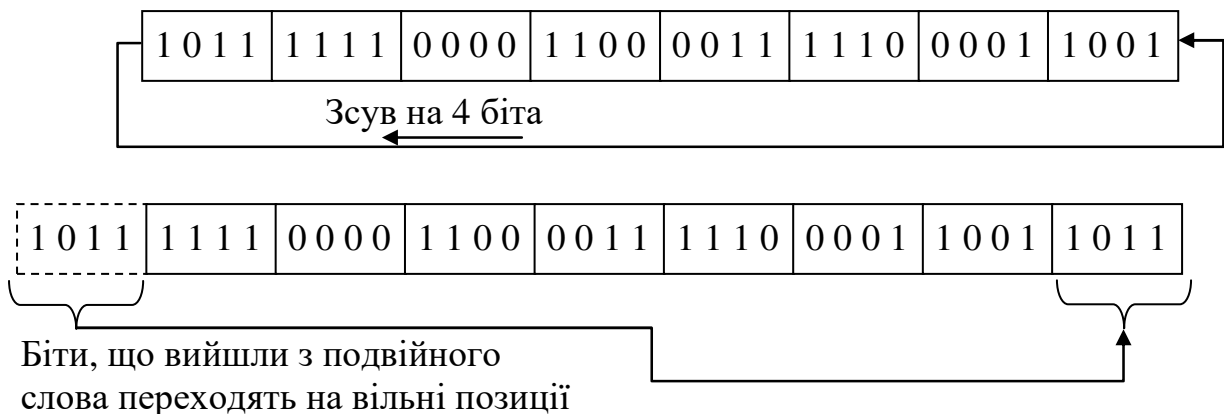 1 0 1 1 1 1 1 1 0 0 0 0 1 1 0 0 0 0 1 1 1 1 1 0 0 0 0 1 1 0 0 1
Зсув на 4 біта
1 0 1 1 1 1 1 1 0 0 0 0 1 1 0 0 0 0 1 1 1 1 1 0 0 0 0 1 1 0 0 1 1 0 1 1
Біти, що вийшли з подвійного
слова переходять на вільні позиції